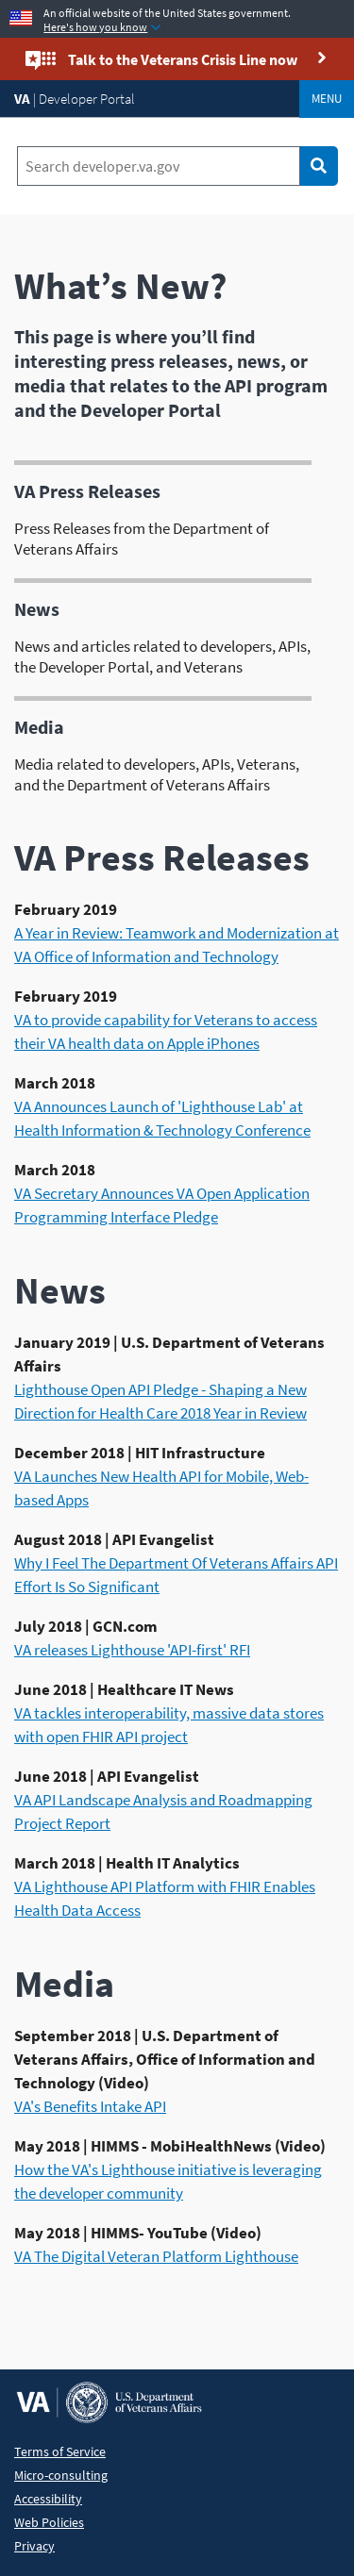 An official website of the United States government.
Here's how you know
Talk to the Veterans Crisis Line now
VA | Developer Portal
MENU
Search developer.va.gov
What’s New?
This page is where you’ll find
interesting press releases, news, or
media that relates to the API program
and the Developer Portal
VA Press Releases
Press Releases from the Department of
Veterans Affairs
News
News and articles related to developers, APIs,
the Developer Portal, and Veterans
Media
Media related to developers, APIs, Veterans,
and the Department of Veterans Affairs
VA Press Releases
February 2019
A Year in Review: Teamwork and Modernization at
VA Office of Information and Technology
February 2019
VA to provide capability for Veterans to access
their VA health data on Apple iPhones
March 2018
VA Announces Launch of 'Lighthouse Lab' at
Health Information & Technology Conference
March 2018
VA Secretary Announces VA Open Application
Programming Interface Pledge
News
January 2019 | U.S. Department of Veterans
Affairs
Lighthouse Open API Pledge - Shaping a New
Direction for Health Care 2018 Year in Review
December 2018 | HIT Infrastructure
VA Launches New Health API for Mobile, Web-
based Apps
August 2018 | API Evangelist
Why I Feel The Department Of Veterans Affairs API
Effort Is So Significant
July 2018 | GCN.com
VA releases Lighthouse 'API-first' RFI
June 2018 | Healthcare IT News
VA tackles interoperability, massive data stores
with open FHIR API project
June 2018 | API Evangelist
VA API Landscape Analysis and Roadmapping
Project Report
March 2018 | Health IT Analytics
VA Lighthouse API Platform with FHIR Enables
Health Data Access
Media
September 2018 | U.S. Department of
Veterans Affairs, Office of Information and
Technology (Video)
VA's Benefits Intake API
May 2018 | HIMMS - MobiHealthNews (Video)
How the VA's Lighthouse initiative is leveraging
the developer community
May 2018 | HIMMS- YouTube (Video)
VA The Digital Veteran Platform Lighthouse
VA
U.S. Department
of Veterans Affairs
Terms of Service
Micro-consulting
Accessibility
Web Policies
Privacy